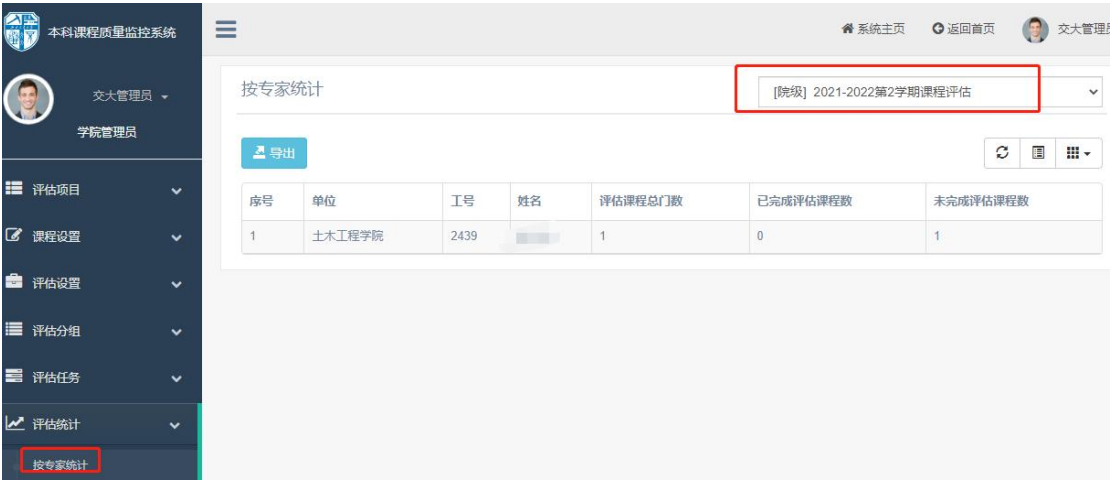 本科课程质量监控系统
系统主页 返回首页 交大管理员
交大管理员
学院管理员
评估项目
课程设置
评估设置
评估分组
评估任务
评估统计
按专家统计
按专家统计 [院级] 2021-2022第2学期课程评估
导出
序号 单位 工号 姓名 评估课程总门数 已完成评估课程数 未完成评估课程数
1 土木工程学院 2439 1 0 1